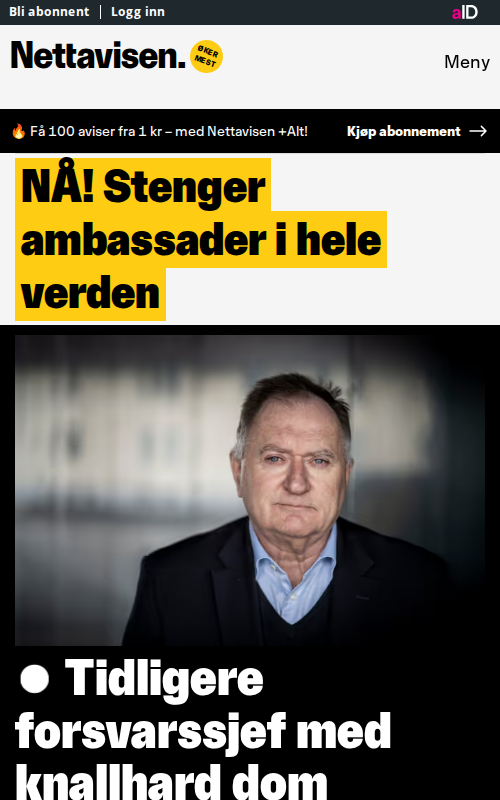 Bli abonnent | Logg inn
aID
Nettavisen.
ØKER
MEST
Meny
🔥 Få 100 aviser fra 1 kr – med Nettavisen +Alt!
Kjøp abonnement →
NÅ! Stenger
ambassader i hele
verden
● Tidligere
forsvarssjef med
knallhard dom